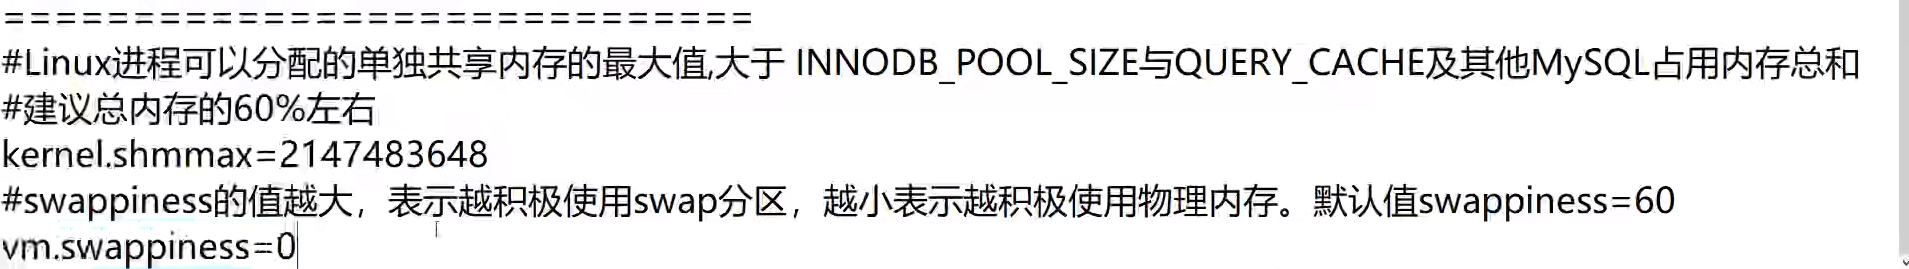 ==============================
#Linux进程可以分配的单独共享内存的最大值,大于 INNODB_POOL_SIZE与QUERY_CACHE及其他MySQL占用内存总和
#建议总内存的60%左右
kernel.shmmax=2147483648
#swappiness的值越大，表示越积极使用swap分区，越小表示越积极使用物理内存。默认值swappiness=60
vm.swappiness=0